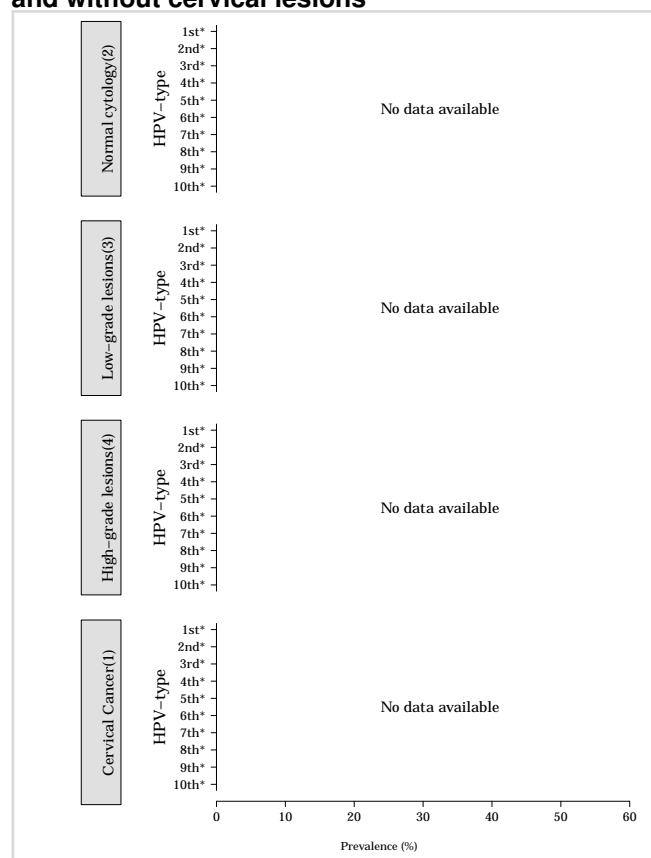 and without cervical lesions
Normal cytology(2)
HPV−type
1st*
2nd*
3rd*
4th*
5th*
6th*
7th*
8th*
9th*
10th*
No data available
Low−grade lesions(3)
HPV−type
1st*
2nd*
3rd*
4th*
5th*
6th*
7th*
8th*
9th*
10th*
No data available
High−grade lesions(4)
HPV−type
1st*
2nd*
3rd*
4th*
5th*
6th*
7th*
8th*
9th*
10th*
No data available
Cervical Cancer(1)
HPV−type
1st*
2nd*
3rd*
4th*
5th*
6th*
7th*
8th*
9th*
10th*
No data available
0 10 20 30 40 50 60
Prevalence (%)